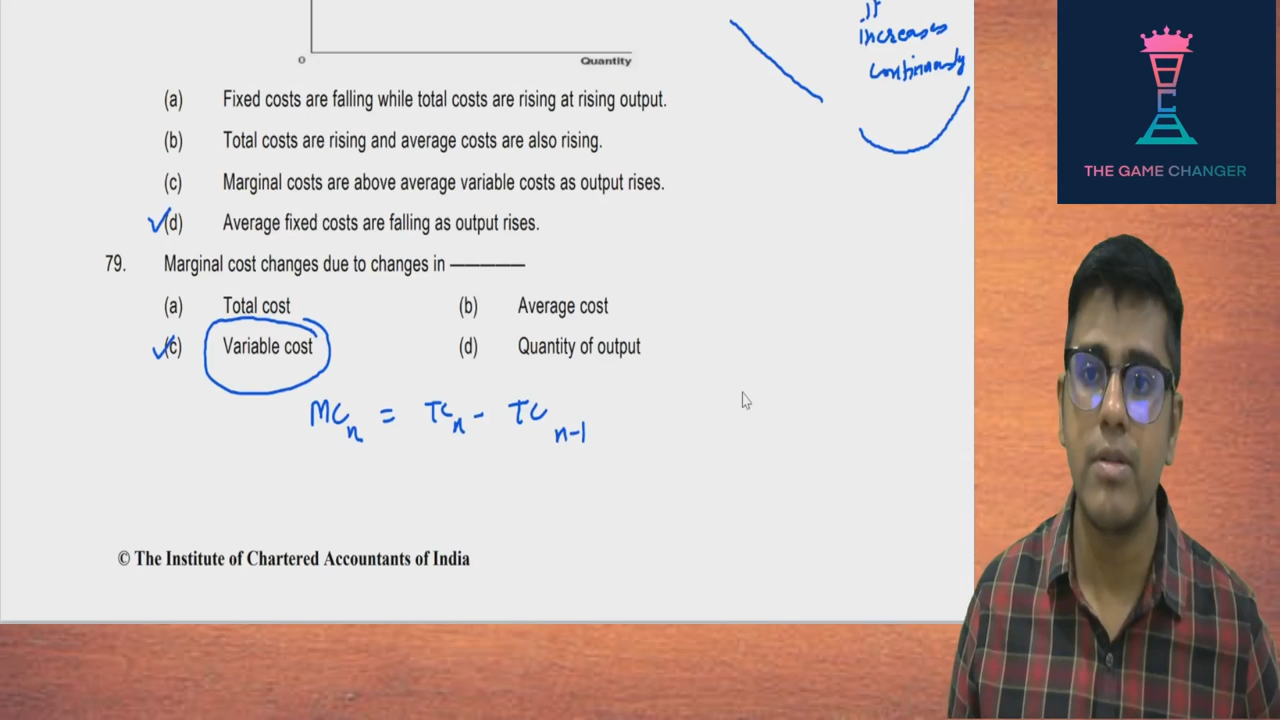 increases
continuously
0 Quantity
(a) Fixed costs are falling while total costs are rising at rising output.
(b) Total costs are rising and average costs are also rising.
(c) Marginal costs are above average variable costs as output rises.
(d) Average fixed costs are falling as output rises.
79. Marginal cost changes due to changes in —————
(a) Total cost (b) Average cost
(c) Variable cost (d) Quantity of output
MCn = TCn - TCn-1
© The Institute of Chartered Accountants of India
THE GAME CHANGER